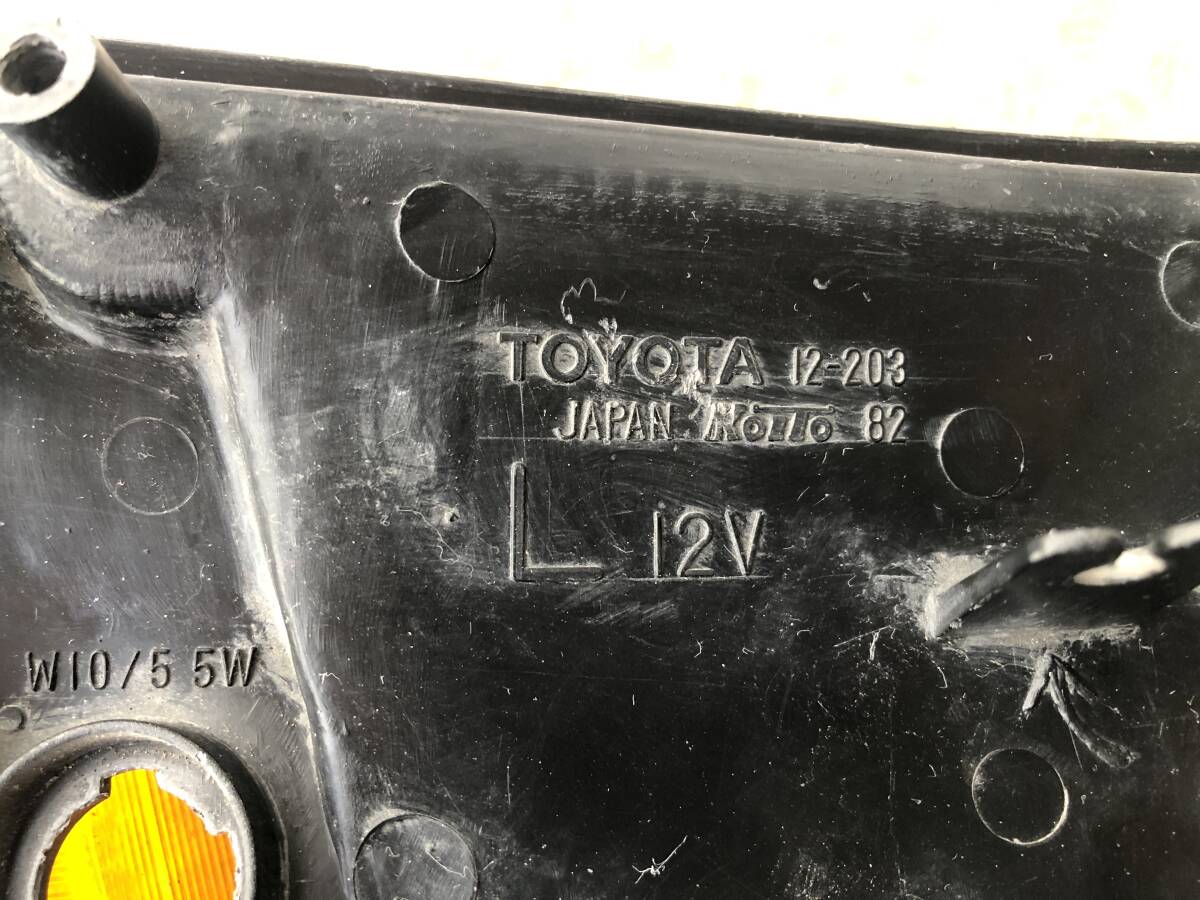 TOYOTA 12-203
JAPAN KOITO 82
L 12V
W10/5 5W